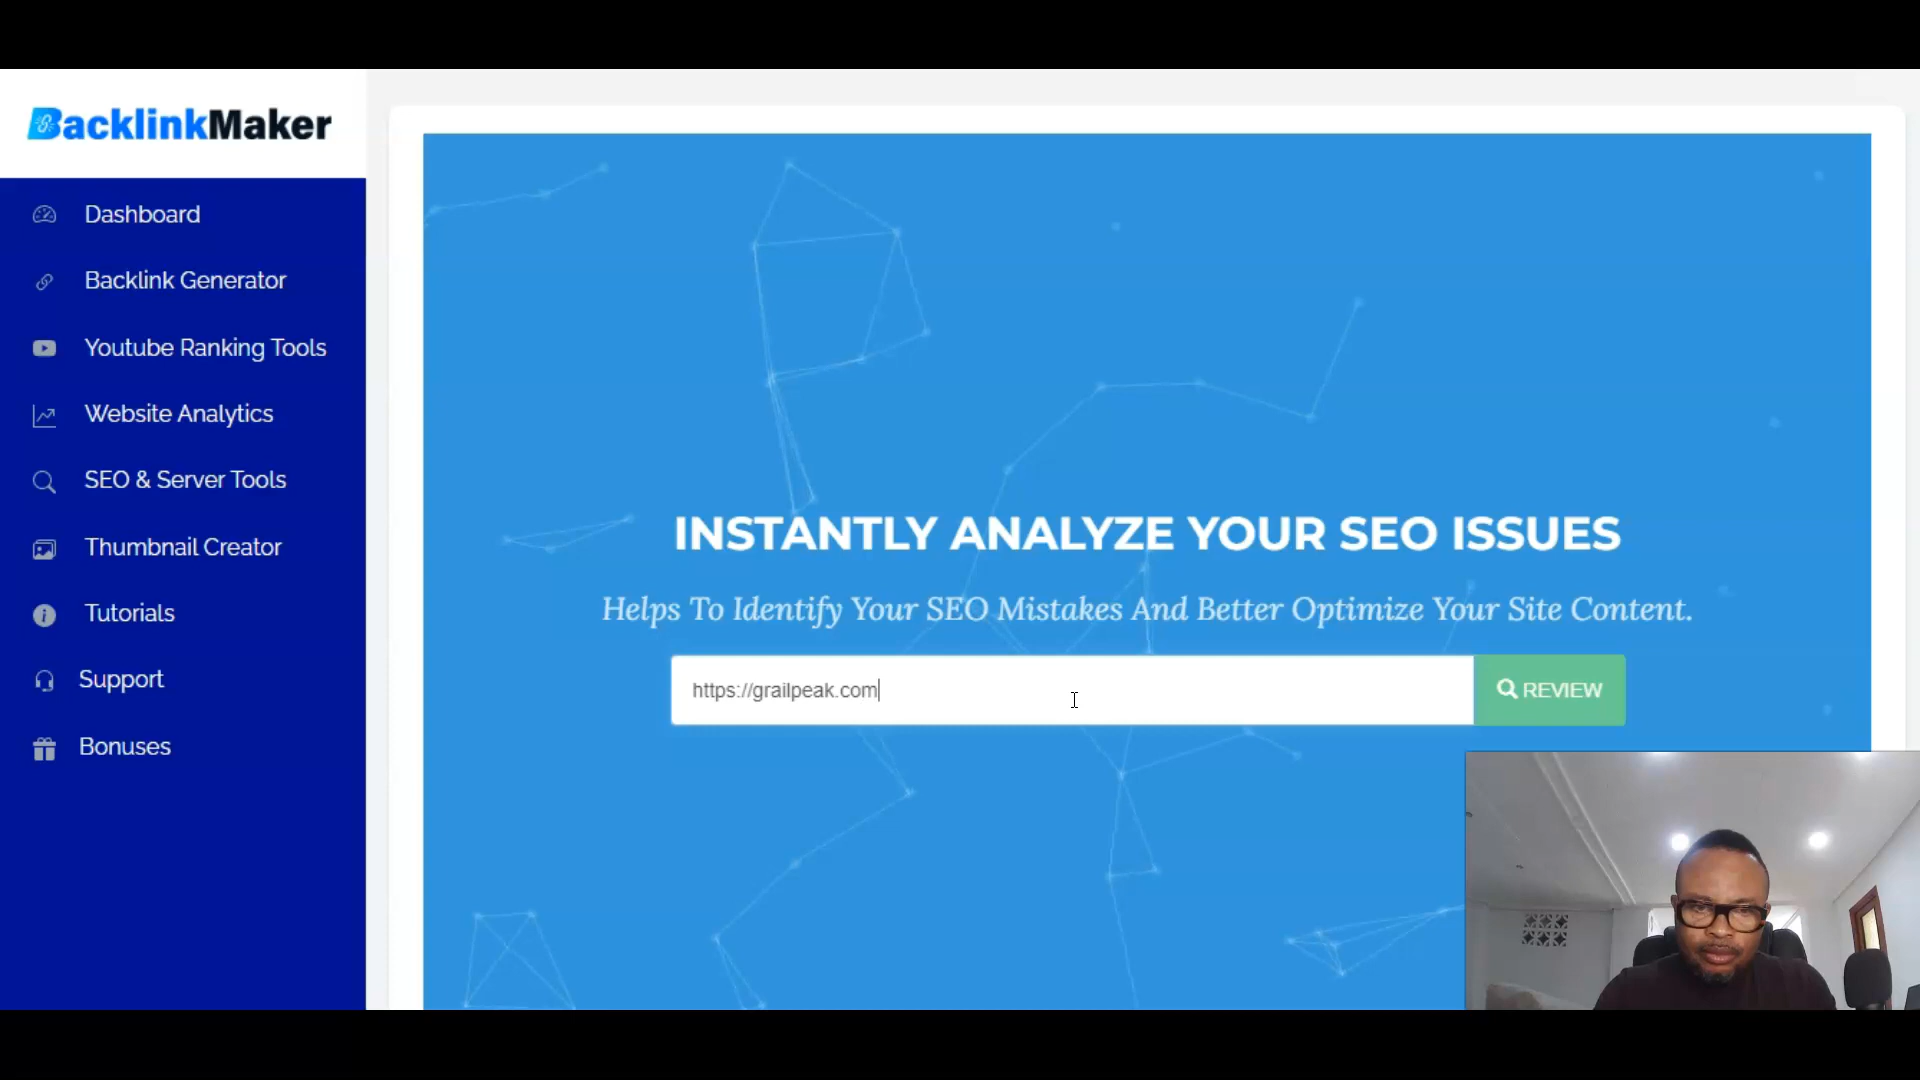 BacklinkMaker
Dashboard
Backlink Generator
Youtube Ranking Tools
Website Analytics
SEO & Server Tools
Thumbnail Creator
Tutorials
Support
Bonuses
INSTANTLY ANALYZE YOUR SEO ISSUES
Helps To Identify Your SEO Mistakes And Better Optimize Your Site Content.
https://grailpeak.com
REVIEW